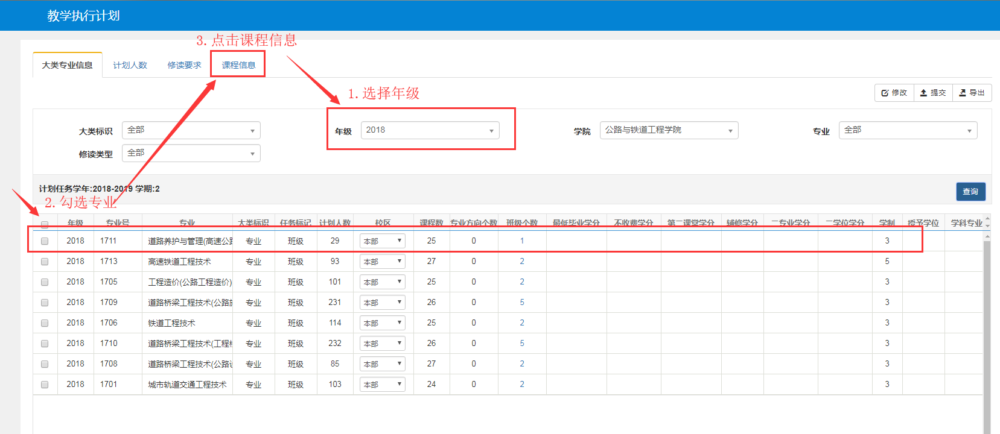 教学执行计划
3.点击课程信息
大类专业信息 计划人数 修读要求 课程信息
1.选择年级
修改 提交 导出
大类标识 全部 年级 2018 学院 公路与铁道工程学院 专业 全部
修读类型 全部
计划任务学年:2018-2019 学期:2
查询
2.勾选专业
年级 专业号 专业 大类标识 任务标记 计划人数 校区 课程数 专业方向个数 班级个数 最低毕业学分 不收费学分 第二课堂学分 辅修学分 二专业学分 二学位学分 学制 授予学位 学科专业
2018 1711 道路养护与管理(高速公路 专业 班级 29 本部 25 0 1 3
2018 1713 高速铁道工程技术 专业 班级 93 本部 27 0 2 5
2018 1705 工程造价(公路工程造价) 专业 班级 101 本部 25 0 2 3
2018 1709 道路桥梁工程技术(公路施 专业 班级 231 本部 26 0 5 3
2018 1706 铁道工程技术 专业 班级 114 本部 25 0 2 3
2018 1710 道路桥梁工程技术(工程 专业 班级 232 本部 26 0 5 3
2018 1708 道路桥梁工程技术(公路 专业 班级 85 本部 27 0 2 3
2018 1701 城市轨道交通工程技术 专业 班级 103 本部 24 0 2 3